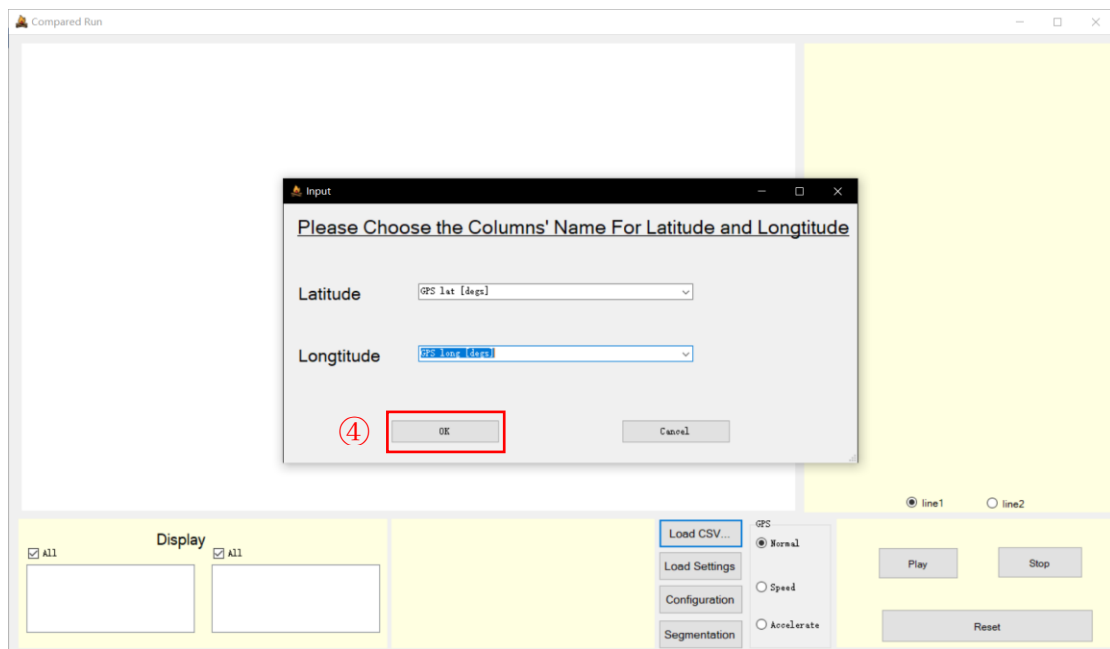 Compared Run
Input
Please Choose the Columns' Name For Latitude and Longtitude
Latitude
GPS lat [degs]
Longtitude
GPS long [degs]
④
OK
Cancel
line1
line2
Display
All
All
Load CSV...
Load Settings
Configuration
Segmentation
GPS
Normal
Speed
Accelerate
Play
Stop
Reset